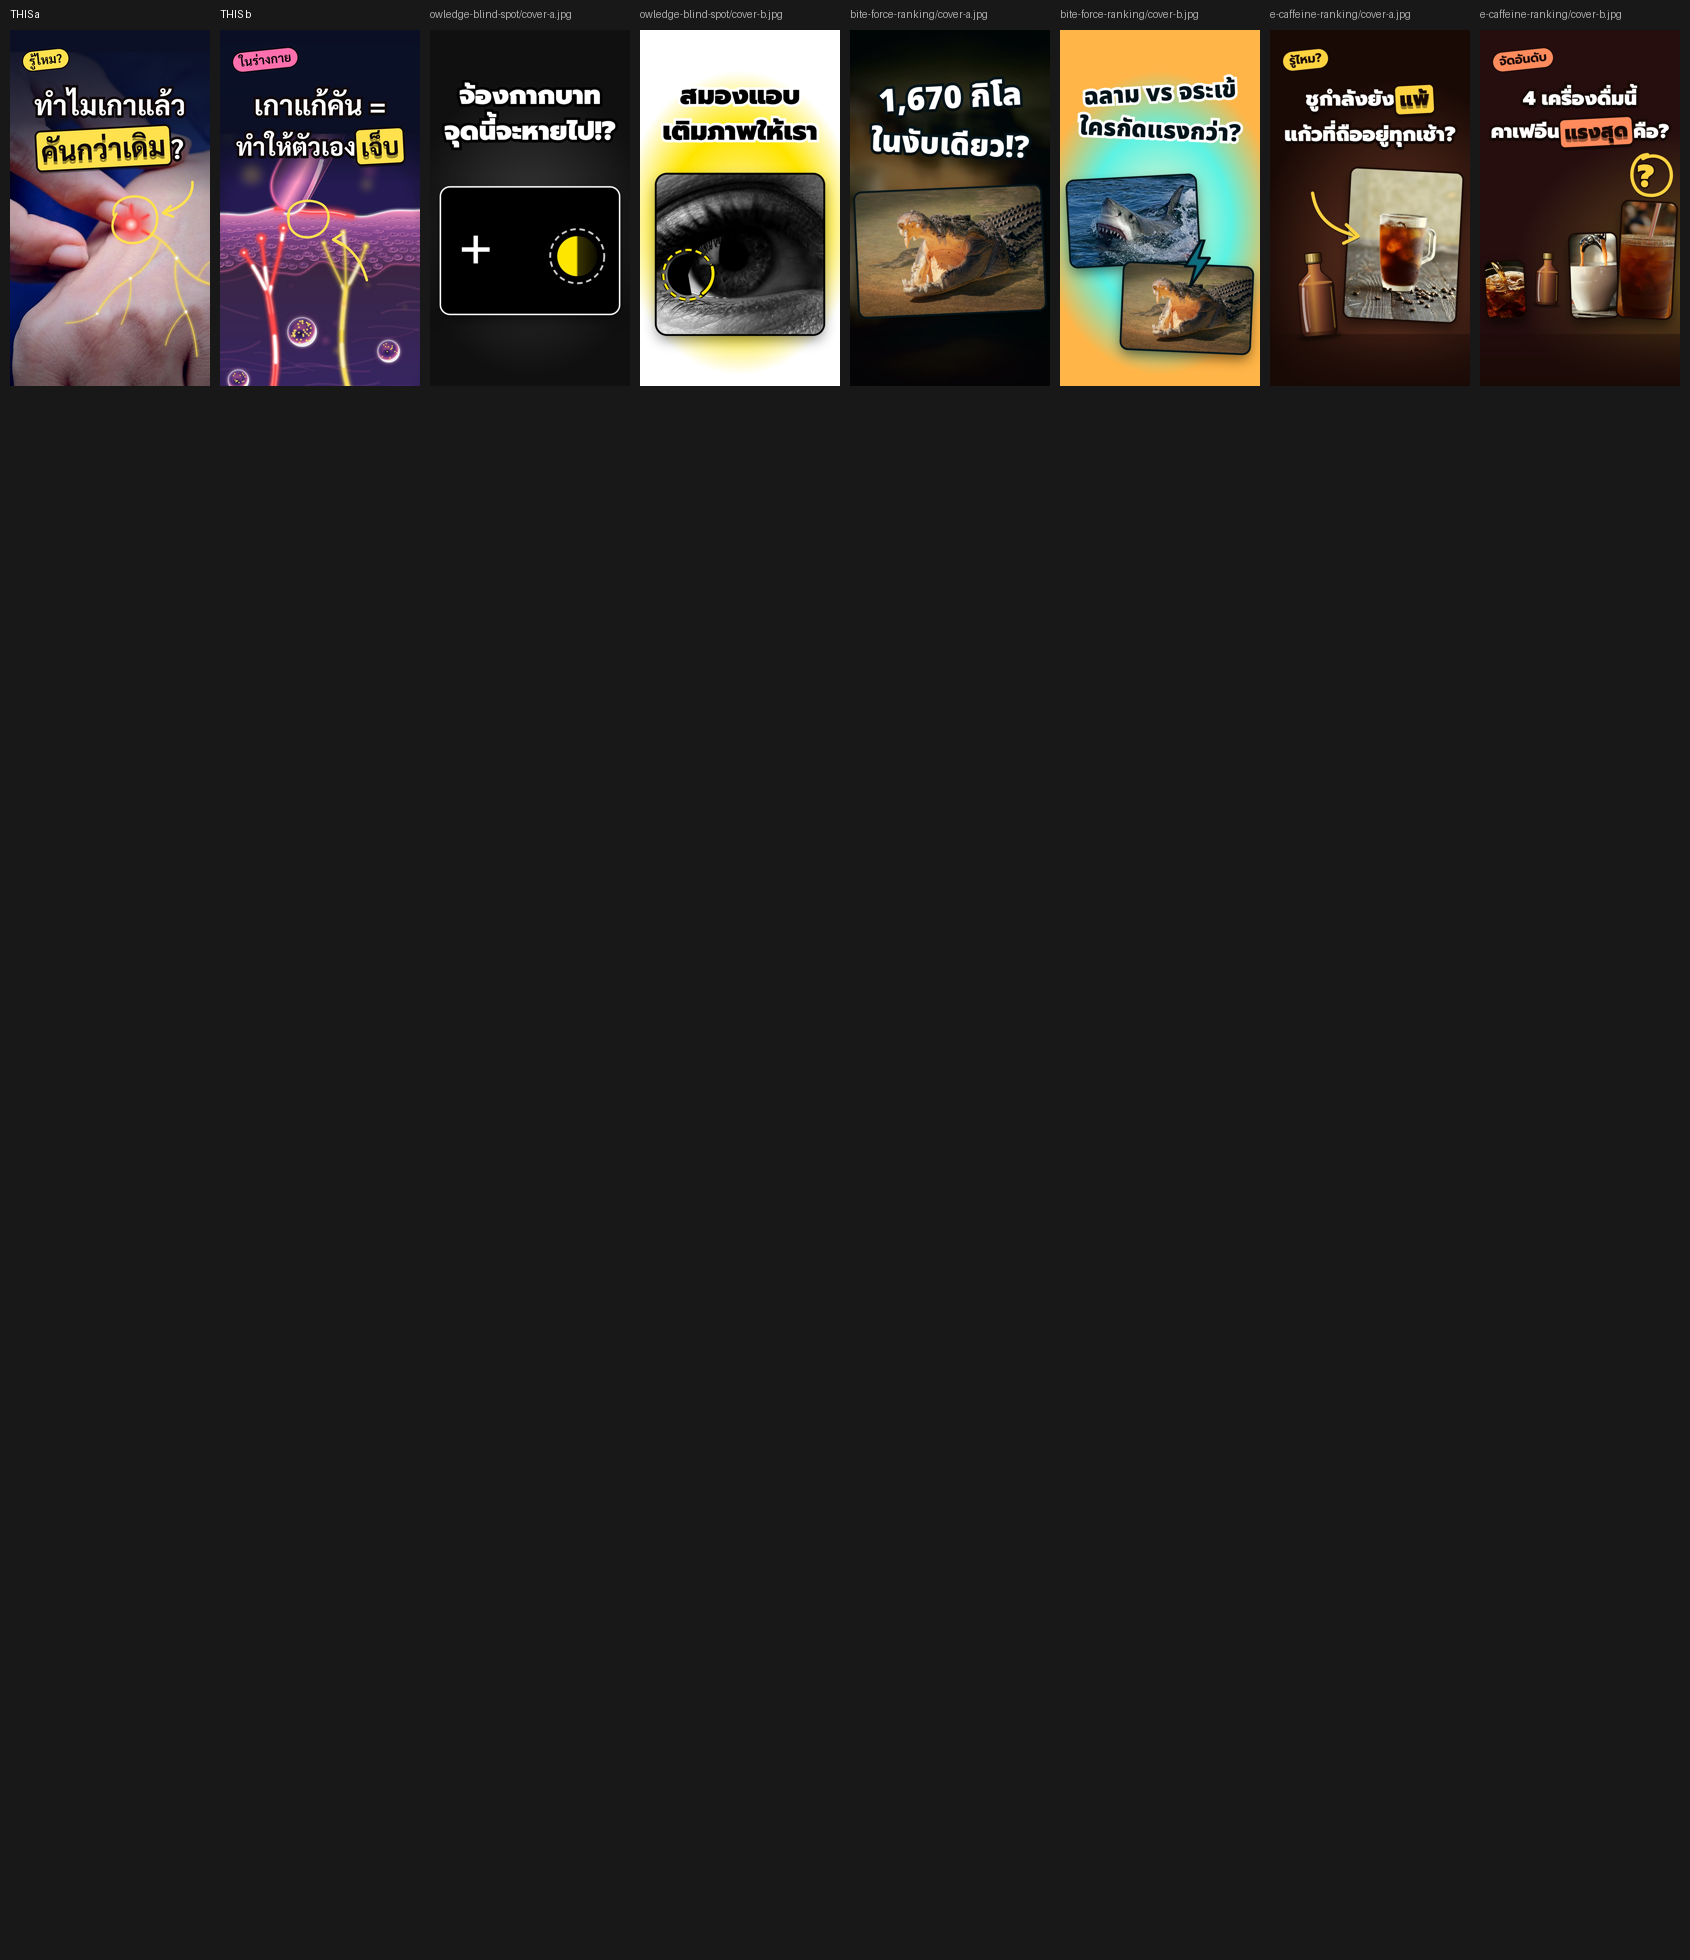 THIS a
รู้ไหม?
ทำไมเกาแล้ว
คันกว่าเดิม?
THIS b
ในร่างกาย
เกาแก้คัน =
ทำให้ตัวเองเจ็บ
owledge-blind-spot/cover-a.jpg
จ้องกากบาท
จุดนี้จะหายไป!?
owledge-blind-spot/cover-b.jpg
สมองแอบ
เติมภาพให้เรา
bite-force-ranking/cover-a.jpg
1,670 กิโล
ในงับเดียว!?
bite-force-ranking/cover-b.jpg
ฉลาม vs จระเข้
ใครกัดแรงกว่า?
e-caffeine-ranking/cover-a.jpg
รู้ไหม?
ชูกำลังยังแพ้
แก้วที่ถืออยู่ทุกเช้า?
e-caffeine-ranking/cover-b.jpg
จัดอันดับ
4 เครื่องดื่มนี้
คาเฟอีนแรงสุดคือ?
?